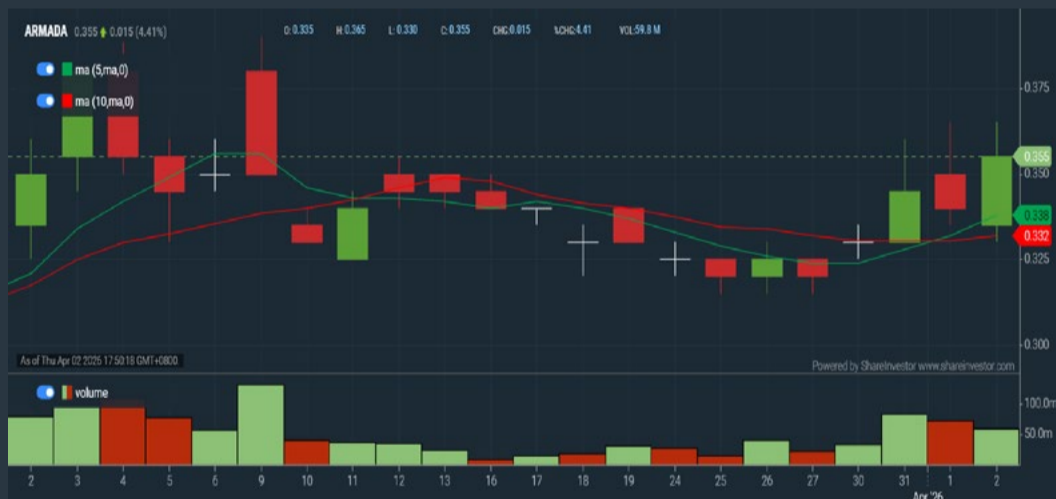 ARMADA 0.355 0.015 (4.41%) O: 0.335 H: 0.365 L: 0.330 C: 0.355 CHG: 0.015 %CHG: 4.41 VOL: 59.8 M
ma (5,ma,0)
ma (10,ma,0)
0.375
0.355
0.350
0.338
0.332
0.325
0.300
As of Thu Apr 02 2026 17:50:18 GMT+0800
Powered by ShareInvestor www.shareinvestor.com
volume
100.0m
50.0m
2 3 4 5 6 9 10 11 12 13 16 17 18 19 24 25 26 27 30 31 1 2
Apr '26